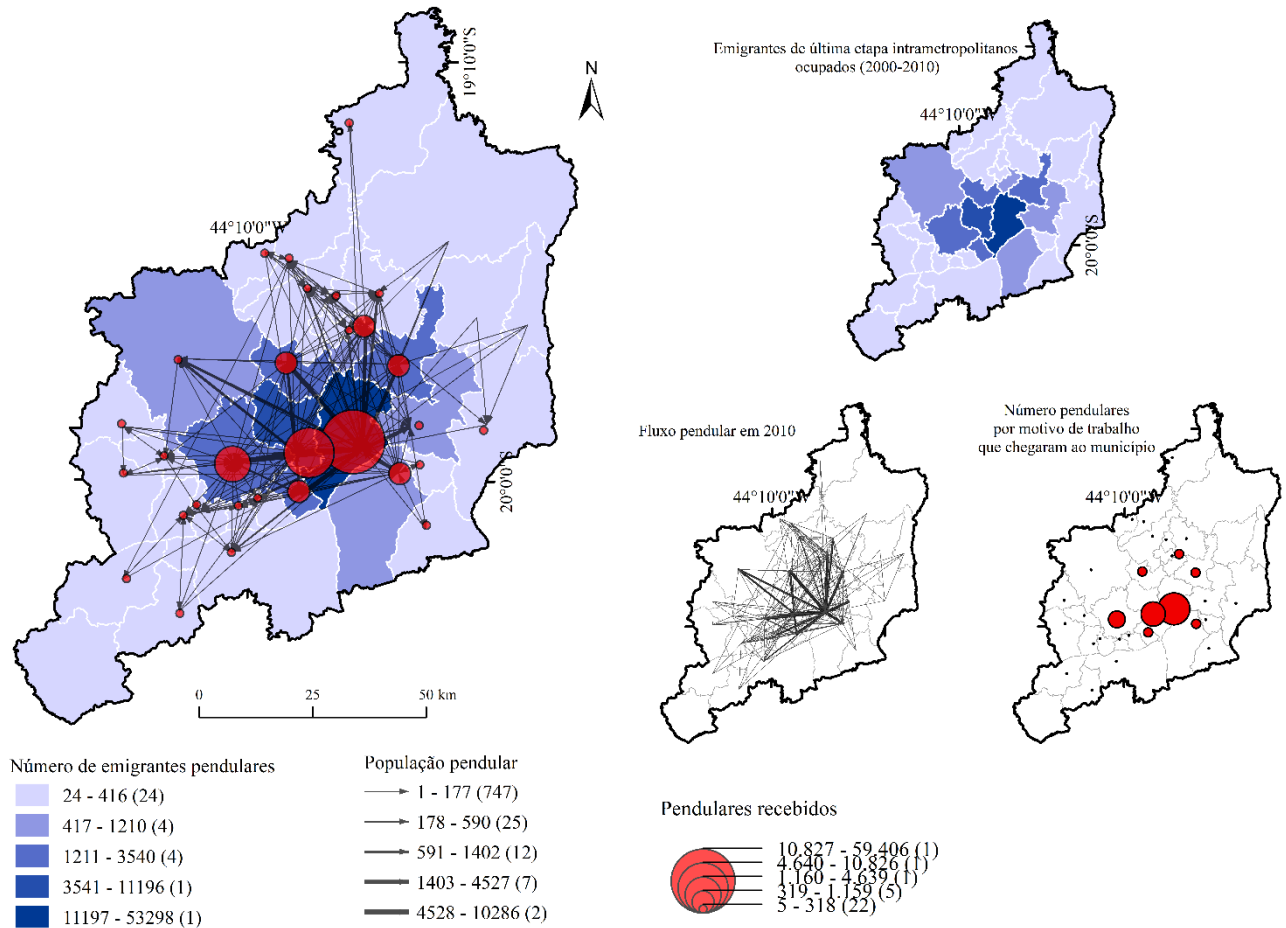 19°10'0"S
N
44°10'0"W
20°0'0"S
0 25 50 km
Número de emigrantes pendulares
24 - 416 (24)
417 - 1210 (4)
1211 - 3540 (4)
3541 - 11196 (1)
11197 - 53298 (1)
População pendular
1 - 177 (747)
178 - 590 (25)
591 - 1402 (12)
1403 - 4527 (7)
4528 - 10286 (2)
Emigrantes de última etapa intrametropolitanos
ocupados (2000-2010)
44°10'0"W
20°0'0"S
Fluxo pendular em 2010
44°10'0"W
Número pendulares
por motivo de trabalho
que chegaram ao município
44°10'0"W
Pendulares recebidos
10.827 - 59.406 (1)
4.640 - 10.826 (1)
1.160 - 4.639 (1)
319 - 1.159 (5)
5 - 318 (22)